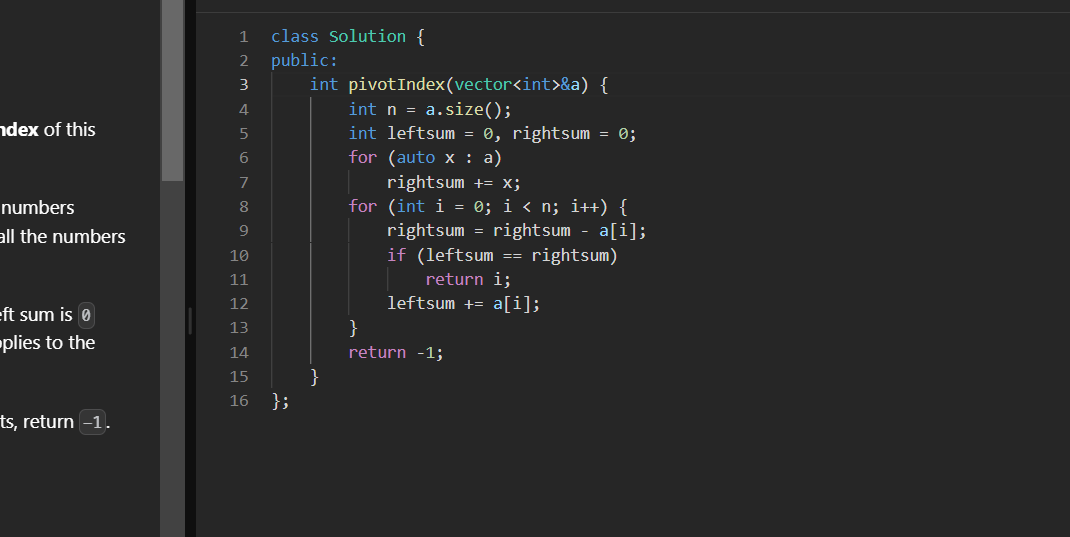 ndex of this
numbers
all the numbers
eft sum is 0
pplies to the
ts, return -1.
1 class Solution {
2 public:
3     int pivotIndex(vector<int>&a) {
4         int n = a.size();
5         int leftsum = 0, rightsum = 0;
6         for (auto x : a)
7             rightsum += x;
8         for (int i = 0; i < n; i++) {
9             rightsum = rightsum - a[i];
10             if (leftsum == rightsum)
11                 return i;
12             leftsum += a[i];
13         }
14         return -1;
15     }
16 };